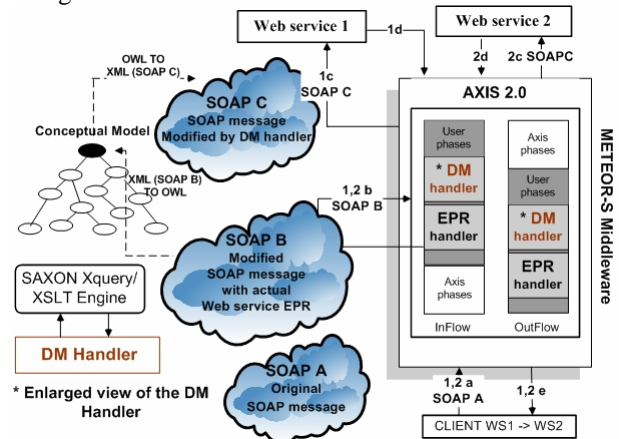 Web service 1
Web service 2
1d
2d
2c SOAPC
OWL TO
XML (SOAP C)
1c
SOAP C
SOAP C
SOAP message
Modified by DM handler
AXIS 2.0
Conceptual Model
XML (SOAP B)
TO OWL
User
phases
* DM
handler
EPR
handler
Axis
phases
InFlow
Axis
phases
User
phases
* DM
handler
EPR
handler
OutFlow
METEOR-S Middleware
1,2 b
SOAP B
SOAP B
Modified
SOAP message
with actual
Web service EPR
SAXON Xquery/
XSLT Engine
DM Handler
* Enlarged view of the DM
Handler
SOAP A
Original
SOAP message
1,2 a
SOAP A
1,2 e
CLIENT WS1 -> WS2